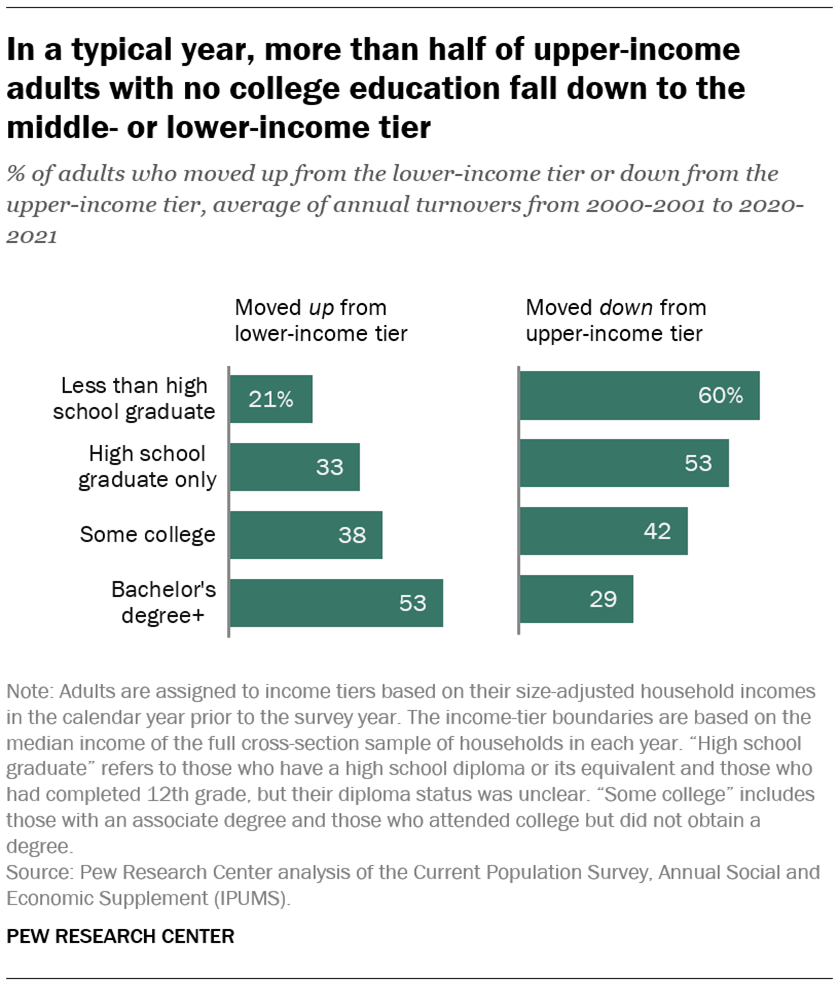 In a typical year, more than half of upper-income
adults with no college education fall down to the
middle- or lower-income tier
% of adults who moved up from the lower-income tier or down from the
upper-income tier, average of annual turnovers from 2000-2001 to 2020-
2021
Moved up from
lower-income tier
Moved down from
upper-income tier
Less than high
school graduate
21%
60%
High school
graduate only
33
53
Some college
38
42
Bachelor's
degree+
53
29
Note: Adults are assigned to income tiers based on their size-adjusted household incomes
in the calendar year prior to the survey year. The income-tier boundaries are based on the
median income of the full cross-section sample of households in each year. “High school
graduate” refers to those who have a high school diploma or its equivalent and those who
had completed 12th grade, but their diploma status was unclear. “Some college” includes
those with an associate degree and those who attended college but did not obtain a
degree.
Source: Pew Research Center analysis of the Current Population Survey, Annual Social and
Economic Supplement (IPUMS).
PEW RESEARCH CENTER